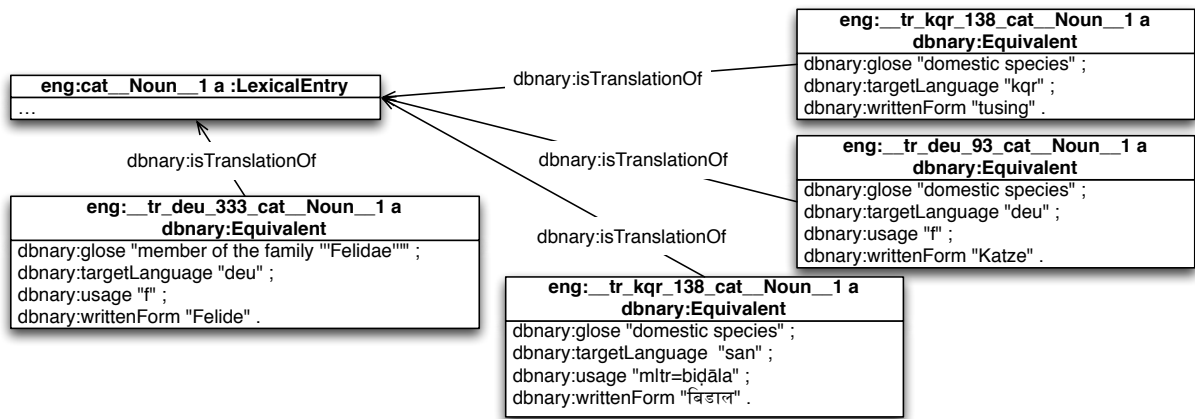 eng:cat__Noun__1 a :LexicalEntry
...
dbnary:isTranslationOf
eng:__tr_kqr_138_cat__Noun__1 a
dbnary:Equivalent
dbnary:glose "domestic species" ;
dbnary:targetLanguage "kqr" ;
dbnary:writtenForm "tusing" .
dbnary:isTranslationOf
eng:__tr_deu_93_cat__Noun__1 a
dbnary:Equivalent
dbnary:glose "domestic species" ;
dbnary:targetLanguage "deu" ;
dbnary:usage "f" ;
dbnary:writtenForm "Katze" .
dbnary:isTranslationOf
eng:__tr_deu_333_cat__Noun__1 a
dbnary:Equivalent
dbnary:glose "member of the family '''Felidae'''" ;
dbnary:targetLanguage "deu" ;
dbnary:usage "f" ;
dbnary:writtenForm "Felide" .
dbnary:isTranslationOf
eng:__tr_kqr_138_cat__Noun__1 a
dbnary:Equivalent
dbnary:glose "domestic species" ;
dbnary:targetLanguage "san" ;
dbnary:usage "mltr=biḍāla" ;
dbnary:writtenForm "बिडाल" .